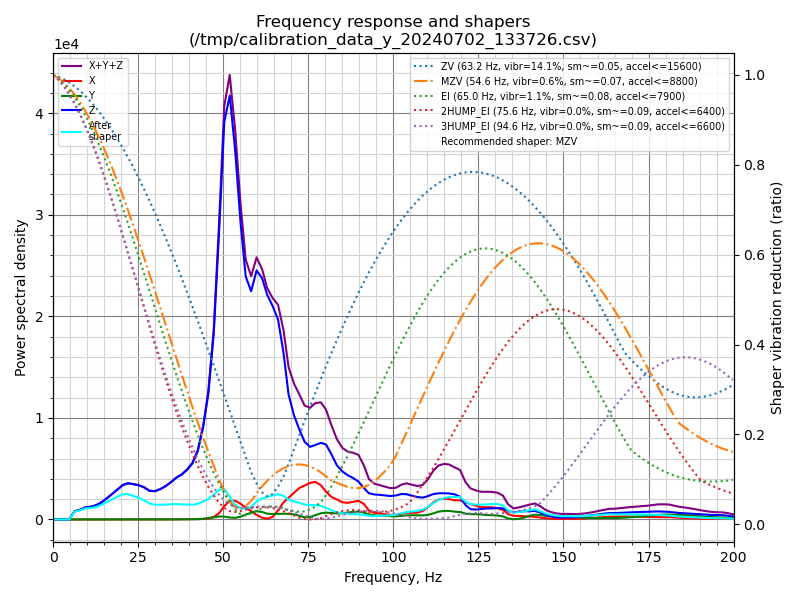 Frequency response and shapers
(/tmp/calibration_data_y_20240702_133726.csv)
1e4
X+Y+Z
X
Y
Z
After
shaper
ZV (63.2 Hz, vibr=14.1%, sm~=0.05, accel<=15600)
MZV (54.6 Hz, vibr=0.6%, sm~=0.07, accel<=8800)
EI (65.0 Hz, vibr=1.1%, sm~=0.08, accel<=7900)
2HUMP_EI (75.6 Hz, vibr=0.0%, sm~=0.09, accel<=6400)
3HUMP_EI (94.6 Hz, vibr=0.0%, sm~=0.09, accel<=6600)
Recommended shaper: MZV
Power spectral density
4
3
2
1
0
1.0
0.8
0.6
0.4
0.2
0.0
Shaper vibration reduction (ratio)
0 25 50 75 100 125 150 175 200
Frequency, Hz